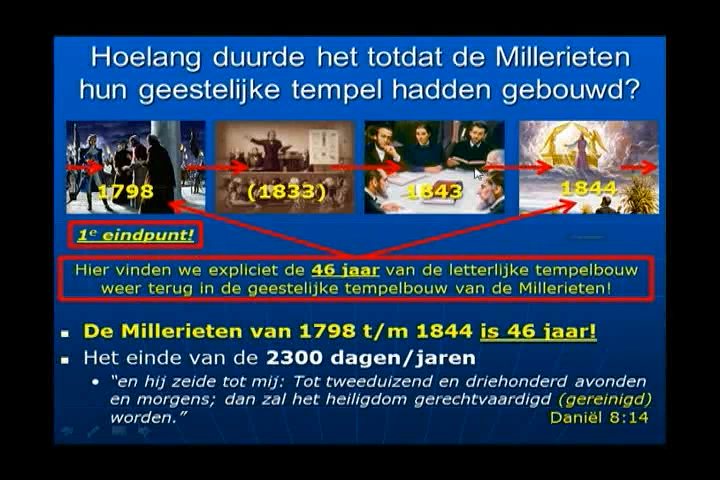 Hoelang duurde het totdat de Millerieten
hun geestelijke tempel hadden gebouwd?
1798 (1833) 1843 1844
1e eindpunt!
Hier vinden we expliciet de 46 jaar van de letterlijke tempelbouw
weer terug in de geestelijke tempelbouw van de Millerieten!
De Millerieten van 1798 t/m 1844 is 46 jaar!
Het einde van de 2300 dagen/jaren
“en hij zeide tot mij: Tot tweeduizend en driehonderd avonden
en morgens; dan zal het heiligdom gerechtvaardigd (gereinigd)
worden.” Daniël 8:14